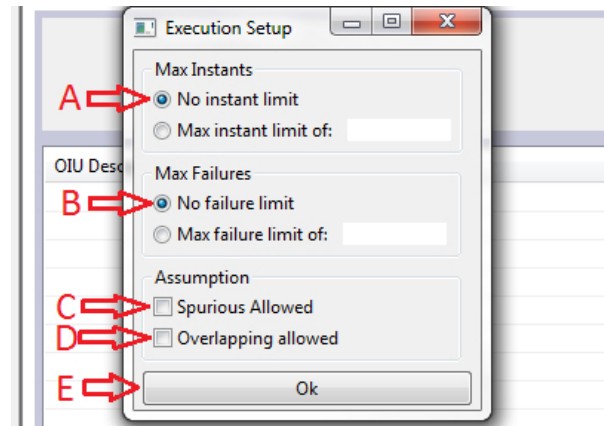 Execution Setup
Max Instants
A No instant limit
Max instant limit of:
OIU Desc
Max Failures
B No failure limit
Max failure limit of:
Assumption
C Spurious Allowed
D Overlapping allowed
E Ok